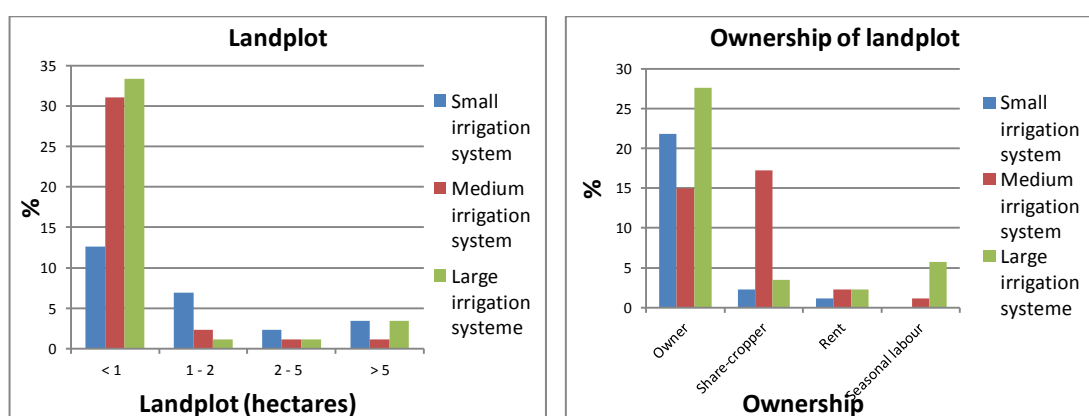 Landplot
35
30
25
20
15
10
5
0
%
< 1
1 - 2
2 - 5
> 5
Landplot (hectares)
Small
irrigation
system
Medium
irrigation
system
Large
irrigation
systeme
Ownership of landplot
30
25
20
15
10
5
0
%
Owner
Share-cropper
Rent
Seasonal labour
Ownership
Small
irrigation
system
Medium
irrigation
system
Large
irrigation
systeme